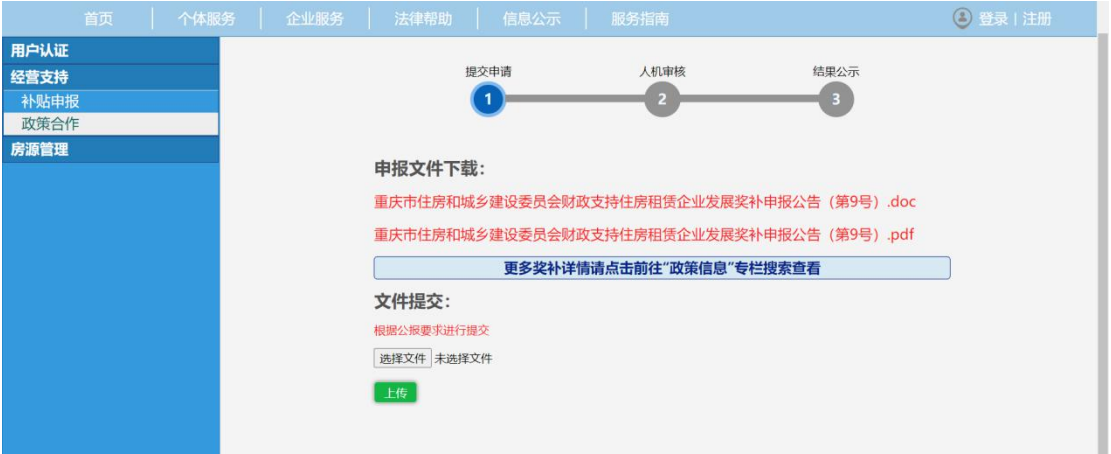 首页 个体服务 企业服务 法律帮助 信息公示 服务指南 登录 | 注册
用户认证
经营支持
补贴申报
政策合作
房源管理
提交申请 人机审核 结果公示
1 2 3
申报文件下载：
重庆市住房和城乡建设委员会财政支持住房租赁企业发展奖补申报公告（第9号）.doc
重庆市住房和城乡建设委员会财政支持住房租赁企业发展奖补申报公告（第9号）.pdf
更多奖补详情请点击前往“政策信息”专栏搜索查看
文件提交：
根据公报要求进行提交
选择文件 未选择文件
上传